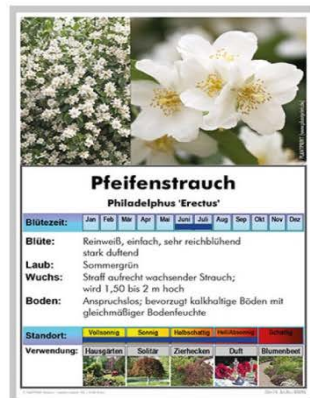 Pfeifenstrauch
Philadelphus 'Erectus'
Blütezeit: Jan Feb Mär Apr Mai Juni Juli Aug Sep Okt Nov Dez
Blüte: Reinweiß, einfach, sehr reichblühend
stark duftend
Laub: Sommergrün
Wuchs: Straff aufrecht wachsender Strauch;
wird 1,50 bis 2 m hoch
Boden: Anspruchslos; bevorzugt kalkhaltige Böden mit
gleichmäßiger Bodenfeuchte
Standort: Vollsonnig Sonnig Halbschattig Schattig
Verwendung: Hausgärten Solitär Zierhecken Duft Blumenbeet